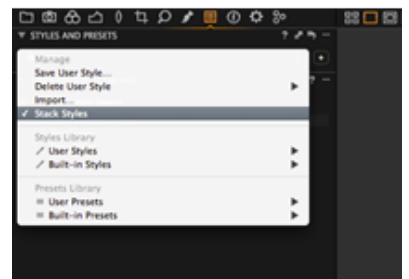 STYLES AND PRESETS
Manage
Save User Style...
Delete User Style
Import...
Stack Styles
Styles Library
User Styles
Built-in Styles
Presets Library
User Presets
Built-in Presets